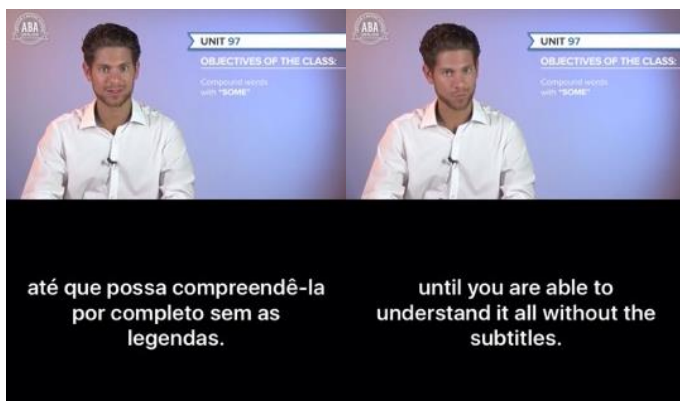 ABA
UNIT 97
OBJECTIVES OF THE CLASS:
Compound words
with "SOME"
até que possa compreendê-la
por completo sem as
legendas.
ABA
UNIT 97
OBJECTIVES OF THE CLASS:
Compound words
with "SOME"
until you are able to
understand it all without the
subtitles.